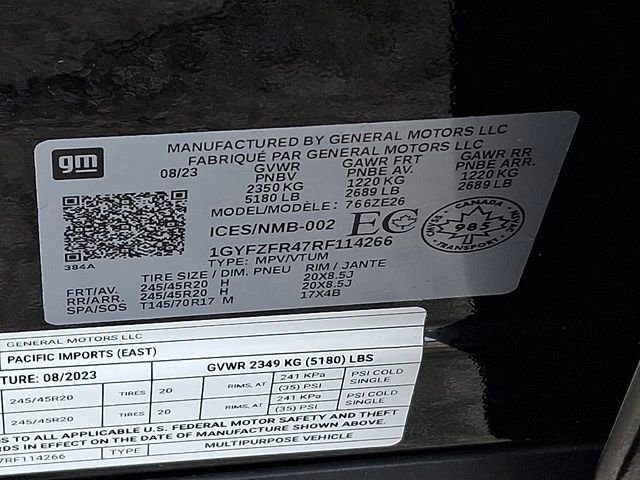 gm
MANUFACTURED BY GENERAL MOTORS LLC
FABRIQUÉ PAR GENERAL MOTORS LLC
08/23 GVWR GAWR FRT GAWR RR
PNBV PNBE AV. PNBE ARR.
2350 KG 1220 KG 1220 KG
5180 LB 2689 LB 2689 LB
MODEL/MODÈLE: 766ZE26
ICES/NMB-002 EC
1GYFZFR47RF114266
TYPE: MPV/VTUM
384A
TIRE SIZE / DIM. PNEU RIM / JANTE
FRT/AV. 245/45R20 H 20X8.5J
RR/ARR. 245/45R20 H 20X8.5J
SPA/SOS T145/70R17 M 17X4B
CANADA
985
TRANSPORT
GENERAL MOTORS LLC
PACIFIC IMPORTS (EAST)
TURE: 08/2023 GVWR 2349 KG (5180) LBS
245/45R20 TIRES 20 RIMS, AT 241 KPa (35) PSI PSI COLD SINGLE
245/45R20 TIRES 20 RIMS, AT 241 KPa (35) PSI PSI COLD SINGLE
S TO ALL APPLICABLE U.S. FEDERAL MOTOR SAFETY AND THEFT
RDS IN EFFECT ON THE DATE OF MANUFACTURE SHOWN ABOVE.
7RF114266 TYPE MULTIPURPOSE VEHICLE